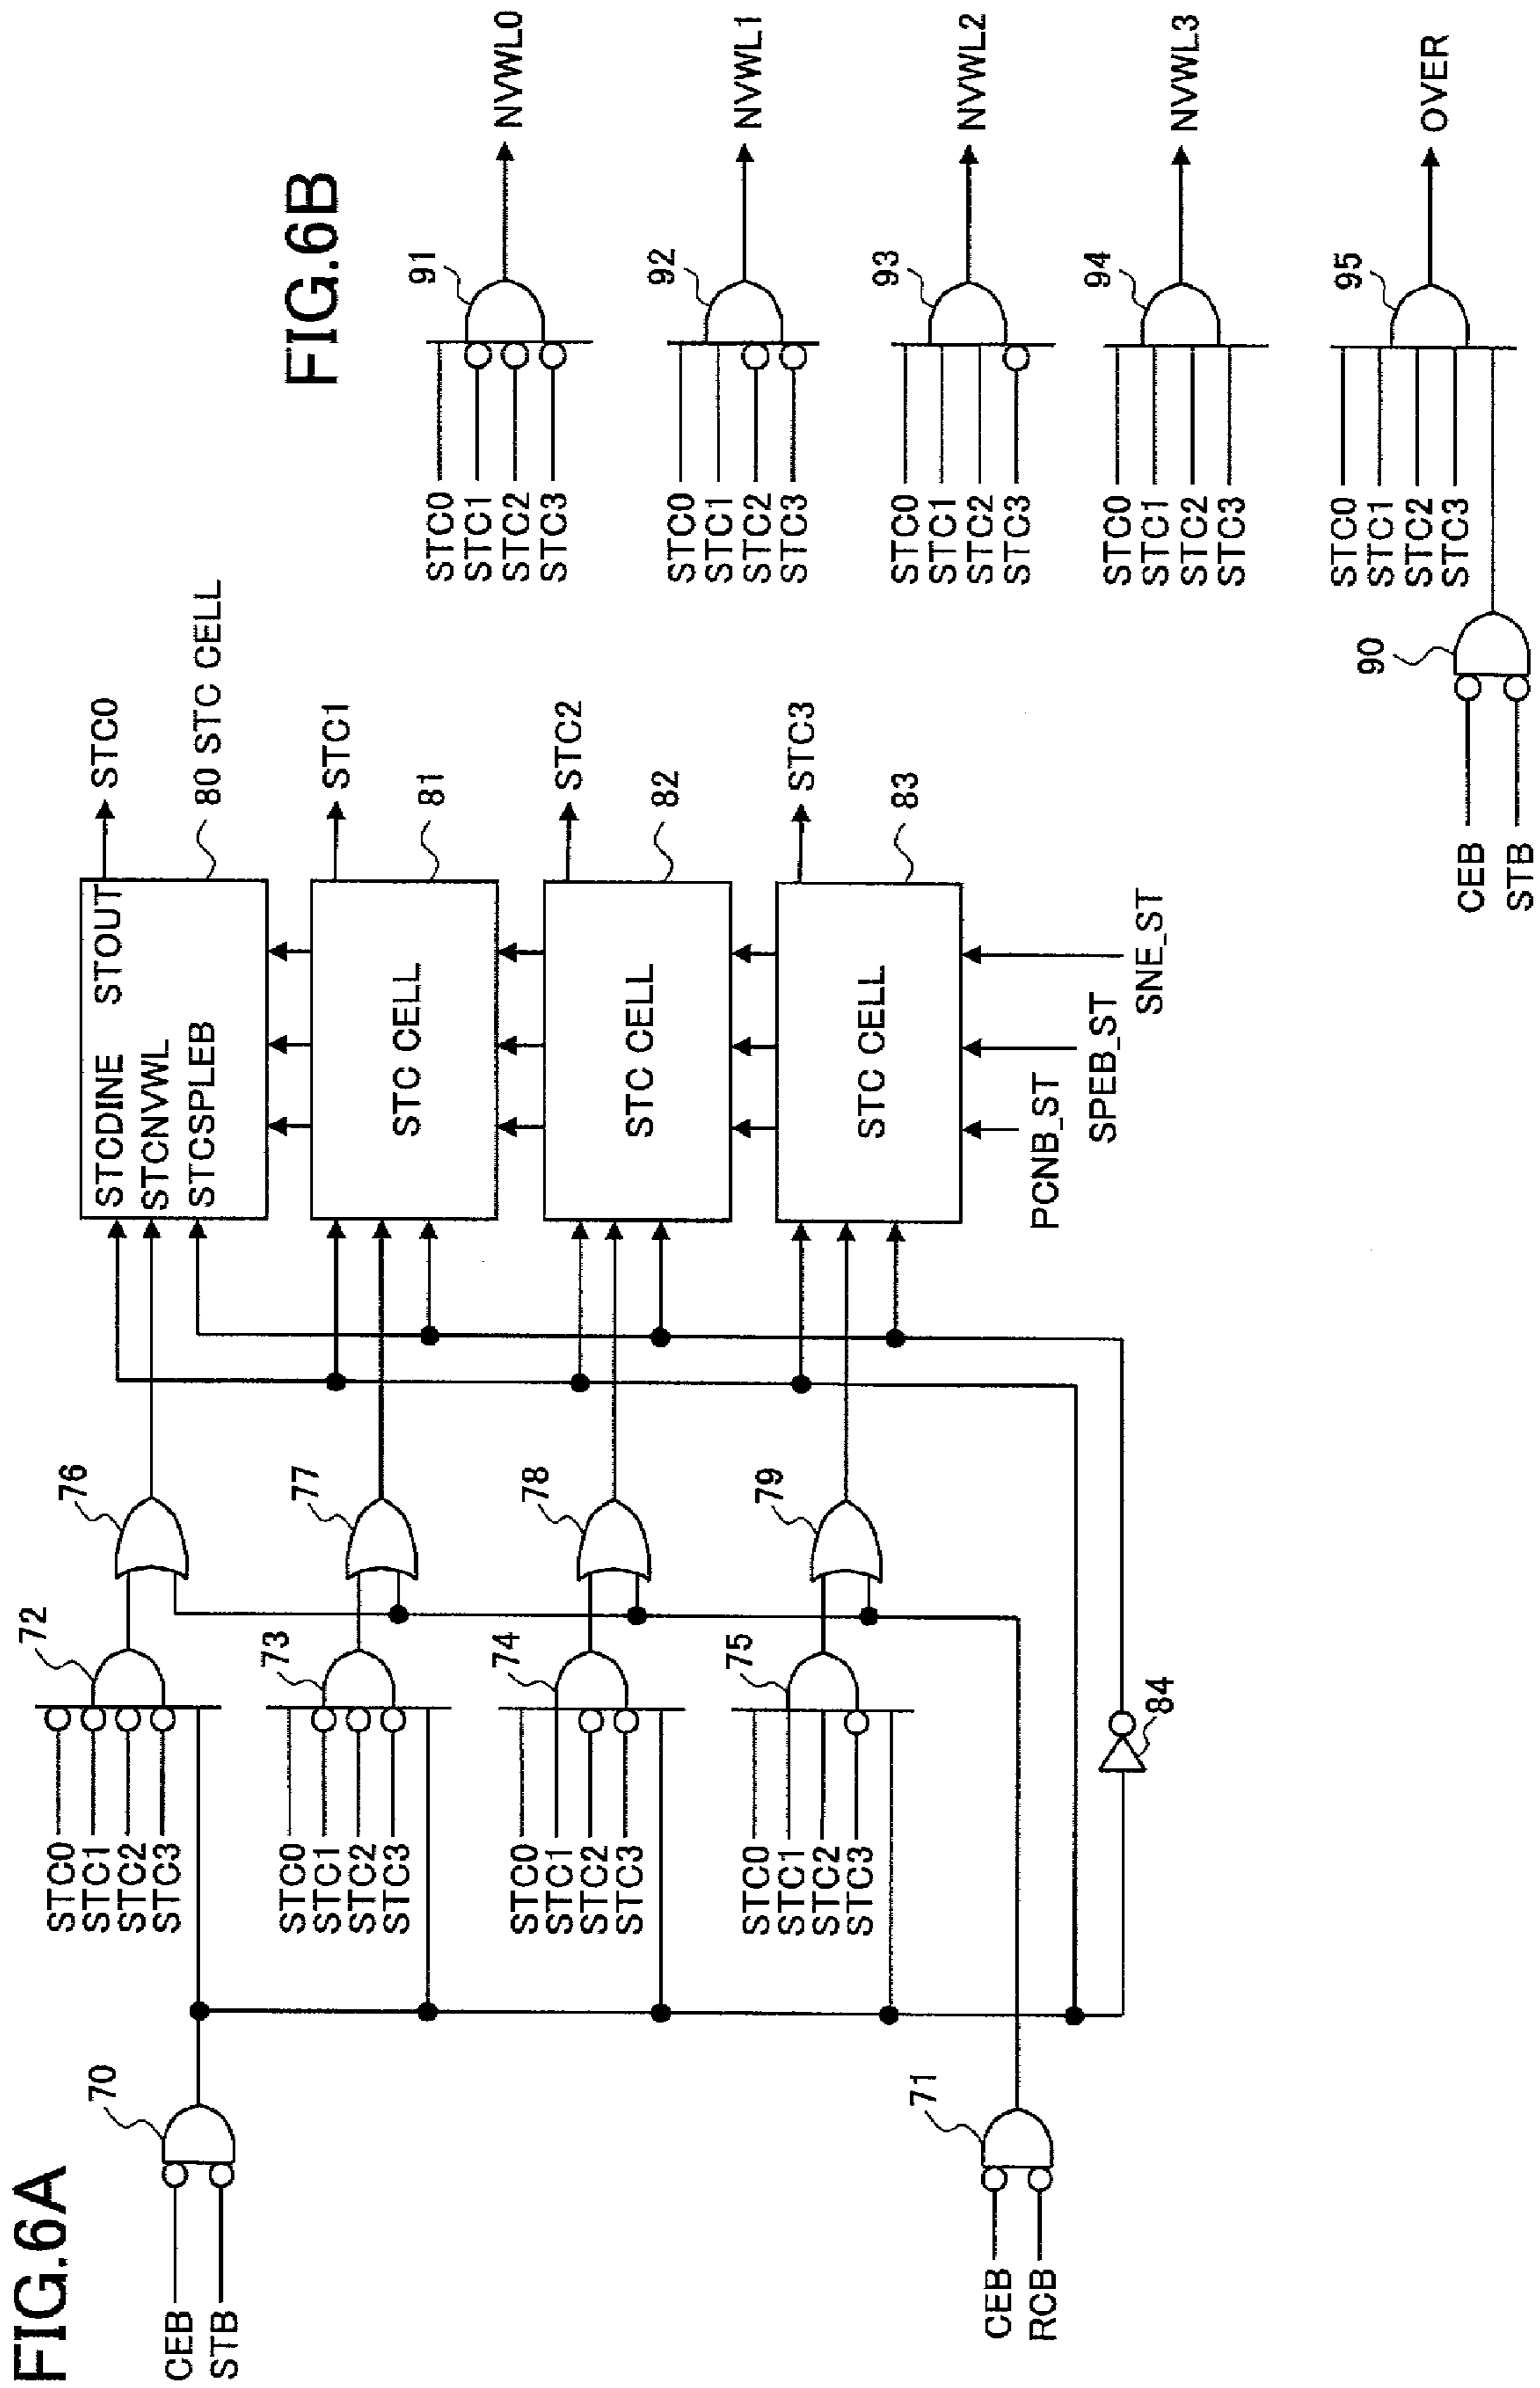 FIG.6A
CEB
STB
70
STC0
STC1
STC2
STC3
72
76
STCDINE STOUT
STCNVWL
STCSPLEB
STC0
80 STC CELL
STC0
STC1
STC2
STC3
73
77
STC CELL
STC1
81
STC0
STC1
STC2
STC3
74
78
STC CELL
STC2
82
STC0
STC1
STC2
STC3
75
79
STC CELL
STC3
83
CEB
RCB
71
84
PCNB_ST
SPEB_ST
SNE_ST
FIG.6B
STC0
STC1
STC2
STC3
91
NVWL0
STC0
STC1
STC2
STC3
92
NVWL1
STC0
STC1
STC2
STC3
93
NVWL2
STC0
STC1
STC2
STC3
94
NVWL3
STC0
STC1
STC2
STC3
95
OVER
CEB
STB
90